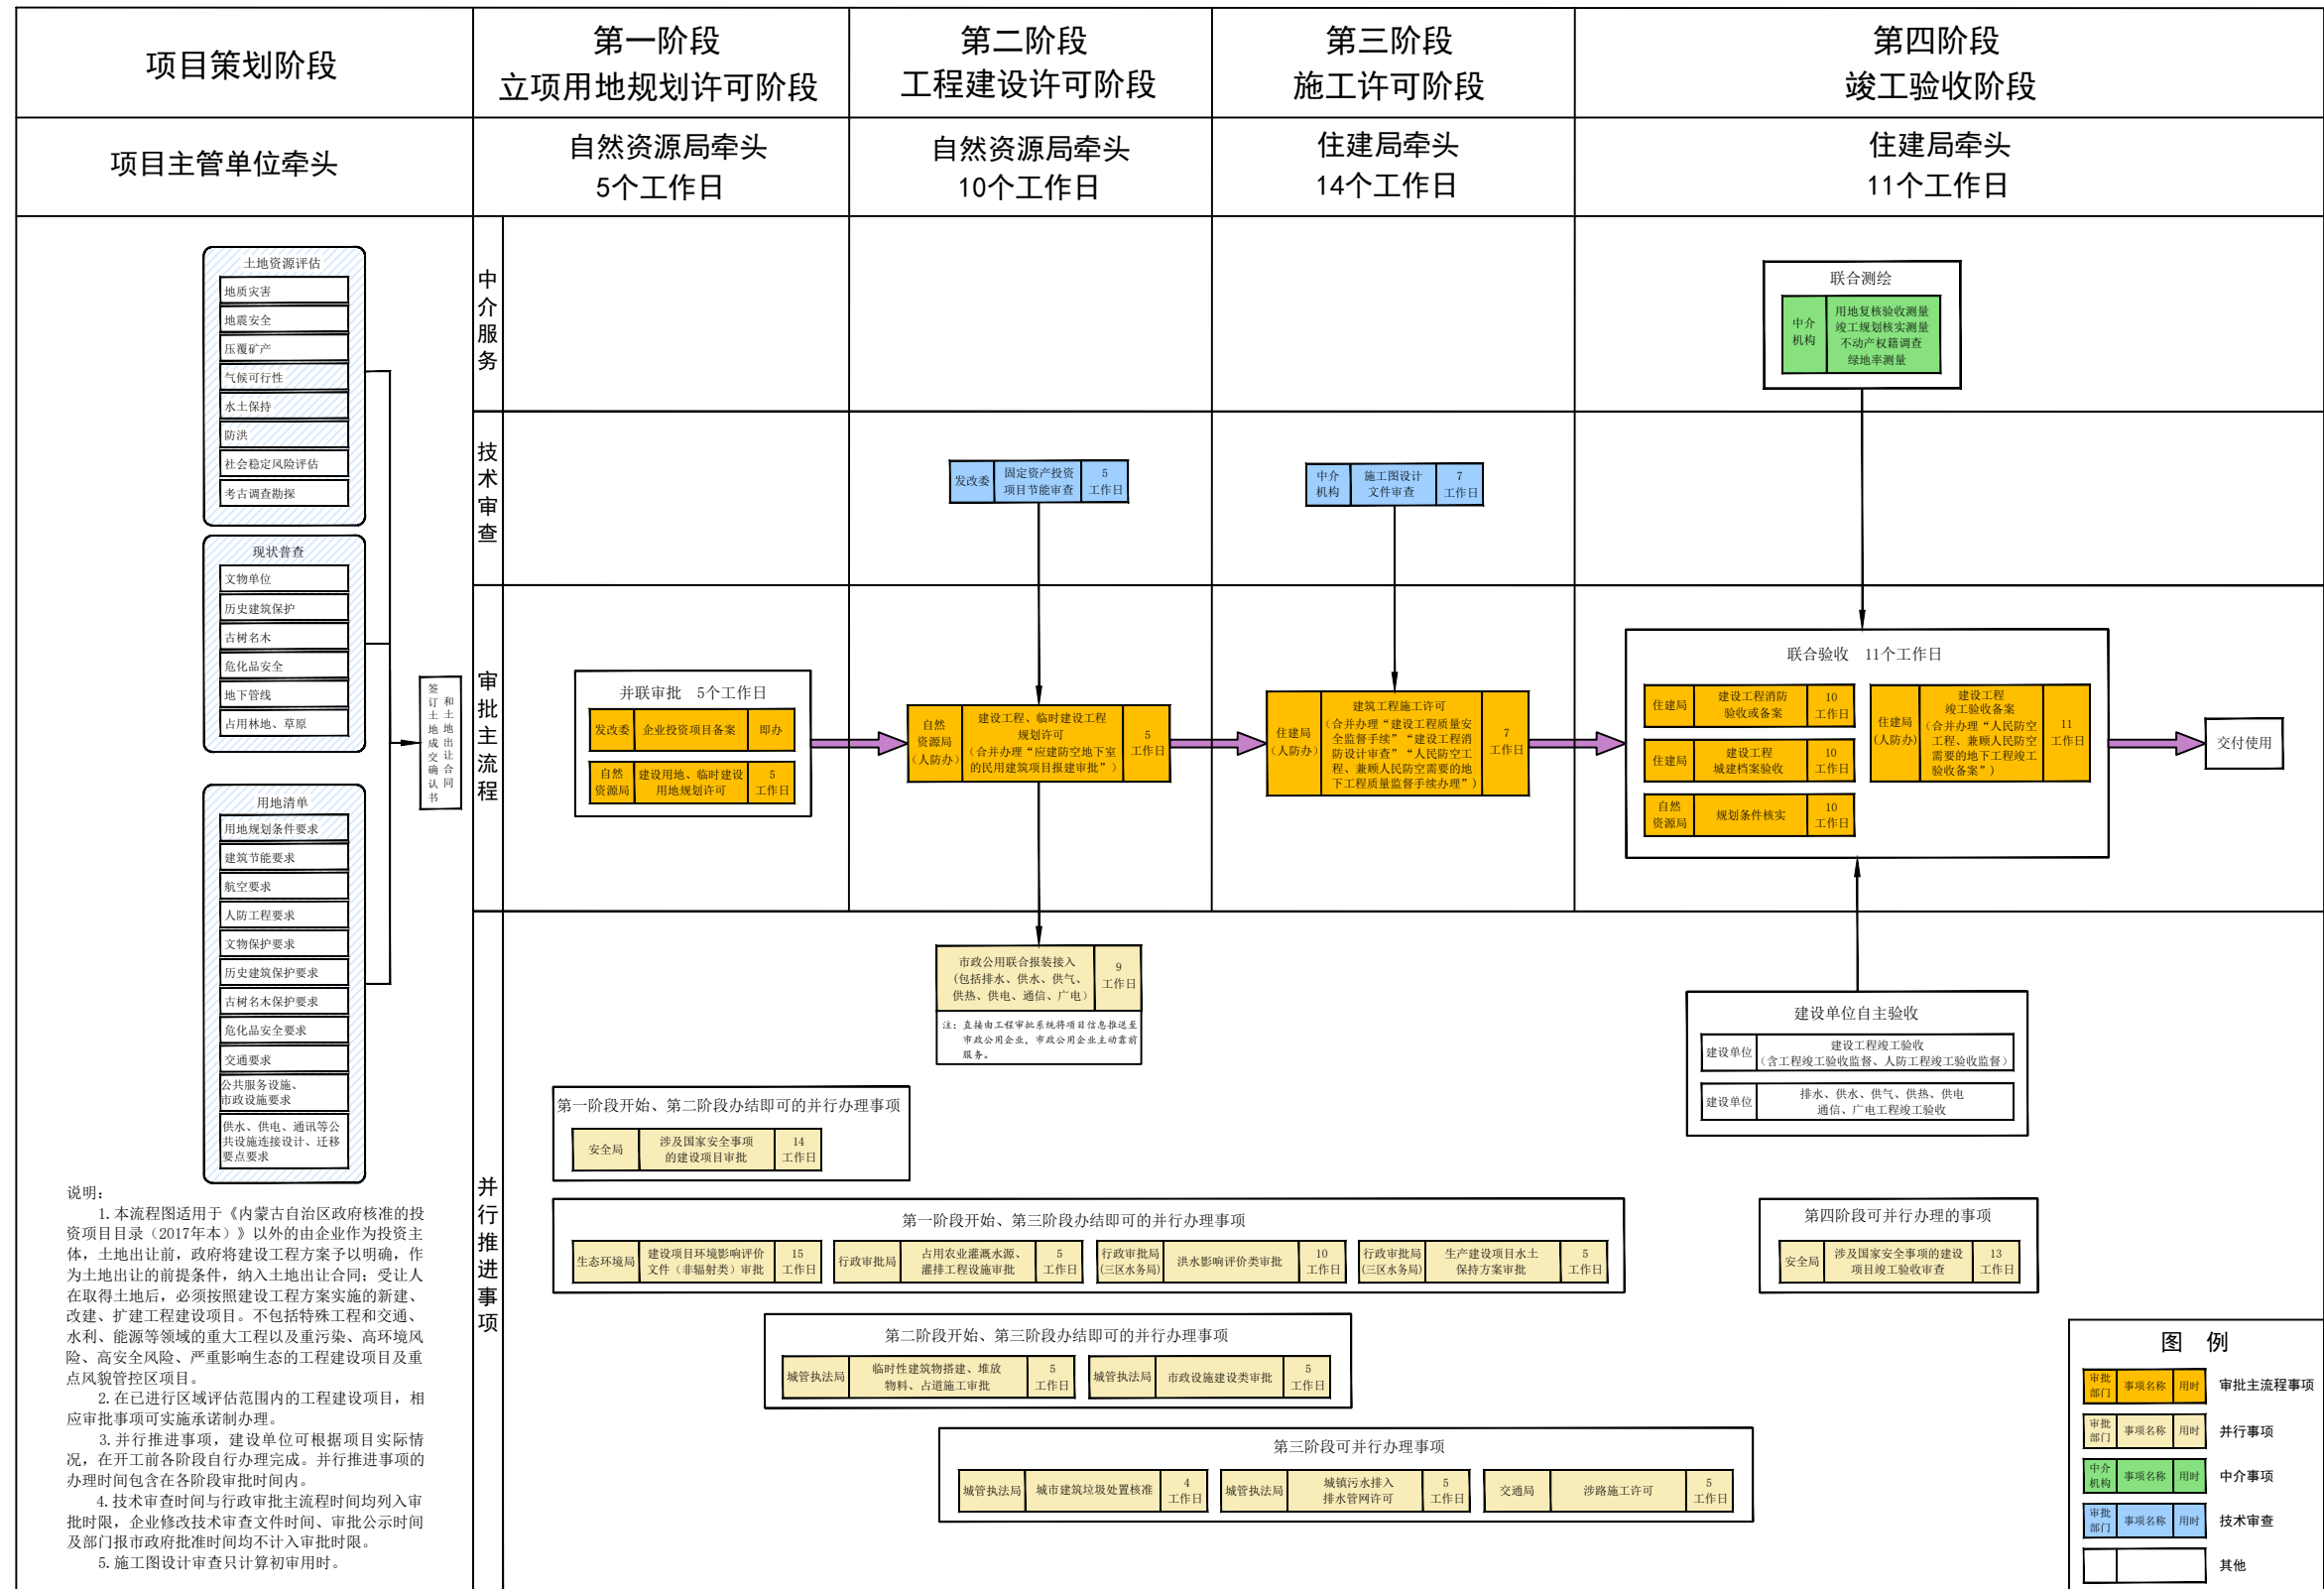 项目策划阶段
第一阶段
立项用地规划许可阶段
第二阶段
工程建设许可阶段
第三阶段
施工许可阶段
第四阶段
竣工验收阶段
项目主管单位牵头
自然资源局牵头
5个工作日
自然资源局牵头
10个工作日
住建局牵头
14个工作日
住建局牵头
11个工作日
土地资源评估
地质灾害
地震安全
压覆矿产
气候可行性
水土保持
防洪
社会稳定风险评估
考古调查勘探
现状普查
文物单位
历史建筑保护
古树名木
危化品安全
地下管线
占用林地、草原
用地清单
用地规划条件要求
建筑节能要求
航空要求
人防工程要求
文物保护要求
历史建筑保护要求
古树名木保护要求
危化品安全要求
交通要求
公共服务设施、
市政设施要求
供水、供电、通讯等公
共设施连接设计、迁移
要点要求
签订土地成交确认书
和土地出让合同
说明：
1.本流程图适用于《内蒙古自治区政府核准的投
资项目目录（2017年本）》以外的由企业作为投资主
体，土地出让前，政府将建设工程方案予以明确，作
为土地出让的前提条件，纳入土地出让合同；受让人
在取得土地后，必须按照建设工程方案实施的新建、
改建、扩建工程建设项目。不包括特殊工程和交通、
水利、能源等领域的重大工程以及重污染、高环境风
险、高安全风险、严重影响生态的工程建设项目及重
点风貌管控区项目。
2.在已进行区域评估范围内的工程建设项目，相
应审批事项可实施承诺制办理。
3.并行推进事项，建设单位可根据项目实际情
况，在开工前各阶段自行办理完成。并行推进事项的
办理时间包含在各阶段审批时间内。
4.技术审查时间与行政审批主流程时间均列入审
批时限，企业修改技术审查文件时间、审批公示时间
及部门报市政府批准时间均不计入审批时限。
5.施工图设计审查只计算初审用时。
中介服务
联合测绘
中介
机构
用地复核验收测量
竣工规划核实测量
不动产权籍调查
绿地率测量
技术审查
发改委
固定资产投资
项目节能审查
5
工作日
中介
机构
施工图设计
文件审查
7
工作日
审批主流程
并联审批 5个工作日
发改委
企业投资项目备案
即办
自然
资源局
建设用地、临时建设
用地规划许可
5
工作日
自然
资源局
（人防办）
建设工程、临时建设工程
规划许可
（合并办理“应建防空地下室
的民用建筑项目报建审批”）
5
工作日
住建局
（人防办）
建筑工程施工许可
（合并办理“建设工程质量安
全监督手续”“建设工程消
防设计审查”“人民防空工
程、兼顾人民防空需要的地
下工程质量监督手续办理”)
7
工作日
联合验收 11个工作日
住建局
建设工程消防
验收或备案
10
工作日
住建局
建设工程
城建档案验收
10
工作日
自然
资源局
规划条件核实
10
工作日
住建局
(人防办)
建设工程
竣工验收备案
（合并办理“人民防空
工程、兼顾人民防空
需要的地下工程竣工
验收备案”)
11
工作日
交付使用
并行推进事项
市政公用联合报装接入
(包括排水、供水、供气、
供热、供电、通信、广电）
9
工作日
注：直接由工程审批系统将项目信息推送至
市政公用企业，市政公用企业主动靠前
服务。
建设单位自主验收
建设单位
建设工程竣工验收
（含工程竣工验收监督、人防工程竣工验收监督）
建设单位
排水、供水、供气、供热、供电
通信、广电工程竣工验收
第一阶段开始、第二阶段办结即可的并行办理事项
安全局
涉及国家安全事项
的建设项目审批
14
工作日
第一阶段开始、第三阶段办结即可的并行办理事项
生态环境局
建设项目环境影响评价
文件（非辐射类）审批
15
工作日
行政审批局
占用农业灌溉水源、
灌排工程设施审批
5
工作日
行政审批局
(三区水务局)
洪水影响评价类审批
10
工作日
行政审批局
(三区水务局)
生产建设项目水土
保持方案审批
5
工作日
第四阶段可并行办理的事项
安全局
涉及国家安全事项的建设
项目竣工验收审查
13
工作日
第二阶段开始、第三阶段办结即可的并行办理事项
城管执法局
临时性建筑物搭建、堆放
物料、占道施工审批
5
工作日
城管执法局
市政设施建设类审批
5
工作日
第三阶段可并行办理事项
城管执法局
城市建筑垃圾处置核准
4
工作日
城管执法局
城镇污水排入
排水管网许可
5
工作日
交通局
涉路施工许可
5
工作日
图 例
审批
部门
事项名称
用时
审批主流程事项
审批
部门
事项名称
用时
并行事项
中介
机构
事项名称
用时
中介事项
审批
部门
事项名称
用时
技术审查
其他